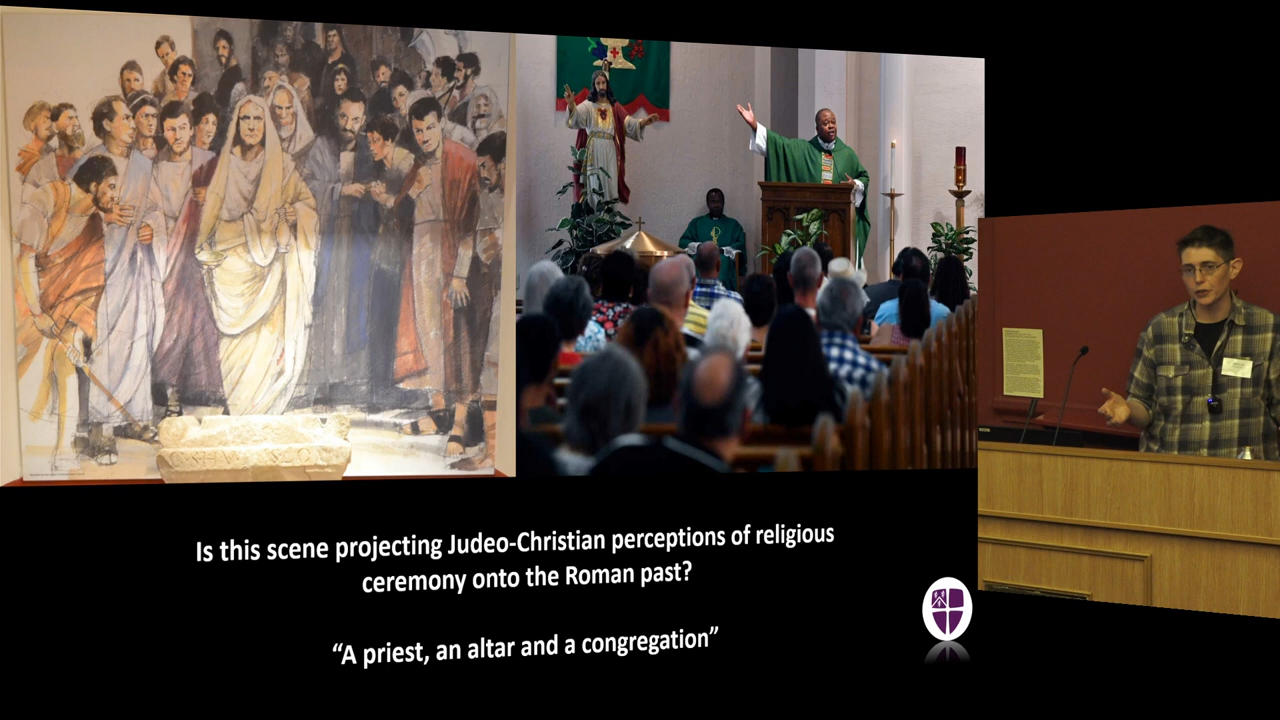 Is this scene projecting Judeo-Christian perceptions of religious
ceremony onto the Roman past?
“A priest, an altar and a congregation”